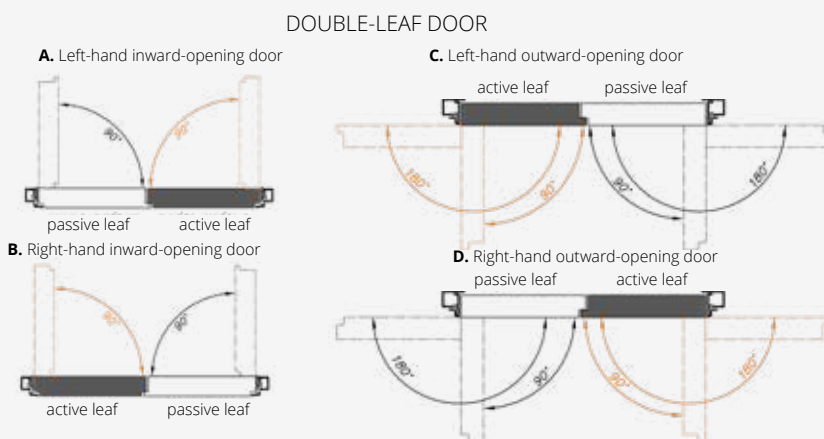 DOUBLE-LEAF DOOR
A. Left-hand inward-opening door
90°
90°
passive leaf
active leaf
B. Right-hand inward-opening door
90°
90°
active leaf
passive leaf
C. Left-hand outward-opening door
active leaf
passive leaf
180°
90°
90°
180°
D. Right-hand outward-opening door
passive leaf
active leaf
180°
90°
90°
180°